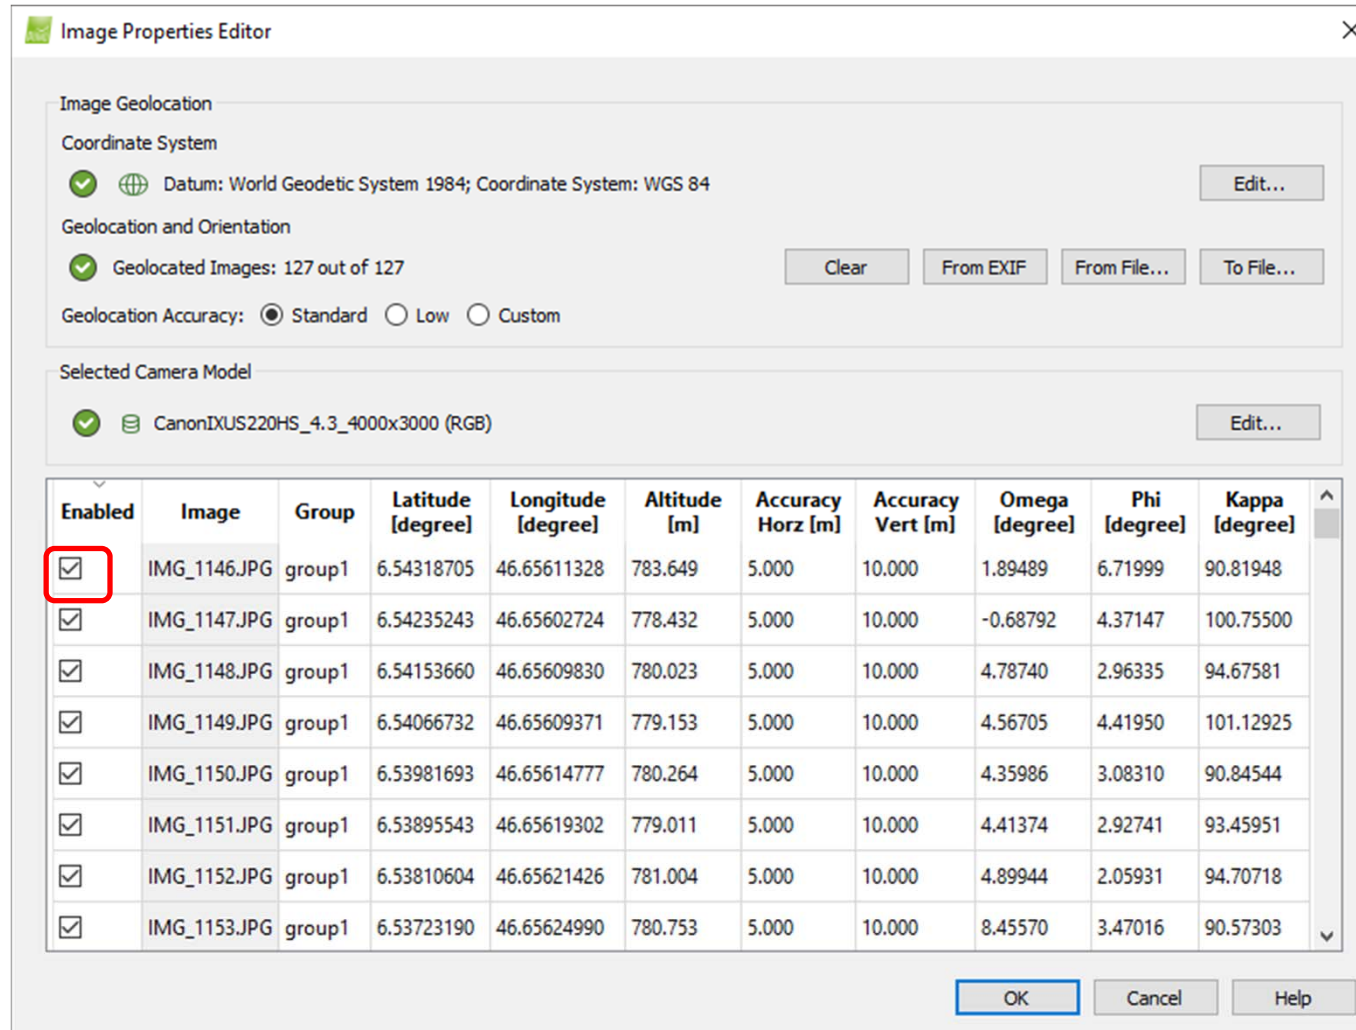 Image Properties Editor
Image Geolocation
Coordinate System
Datum: World Geodetic System 1984; Coordinate System: WGS 84 Edit...
Geolocation and Orientation
Geolocated Images: 127 out of 127 Clear From EXIF From File... To File...
Geolocation Accuracy: Standard Low Custom
Selected Camera Model
CanonIXUS220HS_4.3_4000x3000 (RGB) Edit...
Enabled Image Group Latitude [degree] Longitude [degree] Altitude [m] Accuracy Horz [m] Accuracy Vert [m] Omega [degree] Phi [degree] Kappa [degree]
IMG_1146.JPG group1 6.54318705 46.65611328 783.649 5.000 10.000 1.89489 6.71999 90.81948
IMG_1147.JPG group1 6.54235243 46.65602724 778.432 5.000 10.000 -0.68792 4.37147 100.75500
IMG_1148.JPG group1 6.54153660 46.65609830 780.023 5.000 10.000 4.78740 2.96335 94.67581
IMG_1149.JPG group1 6.54066732 46.65609371 779.153 5.000 10.000 4.56705 4.41950 101.12925
IMG_1150.JPG group1 6.53981693 46.65614777 780.264 5.000 10.000 4.35986 3.08310 90.84544
IMG_1151.JPG group1 6.53895543 46.65619302 779.011 5.000 10.000 4.41374 2.92741 93.45951
IMG_1152.JPG group1 6.53810604 46.65621426 781.004 5.000 10.000 4.89944 2.05931 94.70718
IMG_1153.JPG group1 6.53723190 46.65624990 780.753 5.000 10.000 8.45570 3.47016 90.57303
OK Cancel Help